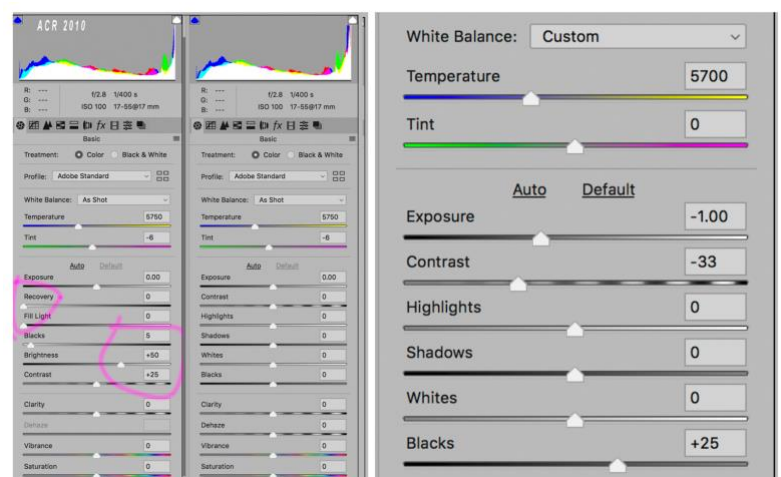 ACR 2010
R: ---
G: ---
B: ---
f/2.8 1/400 s
ISO 100 17-55@17 mm
fx
Basic
Treatment: Color Black & White
Profile: Adobe Standard
White Balance: As Shot
Temperature 5750
Tint -6
Auto Default
Exposure 0.00
Recovery 0
Fill Light 0
Blacks 5
Brightness +50
Contrast +25
Clarity 0
Dehaze
Vibrance 0
Saturation 0
R: ---
G: ---
B: ---
f/2.8 1/400 s
ISO 100 17-55@17 mm
fx
Basic
Treatment: Color Black & White
Profile: Adobe Standard
White Balance: As Shot
Temperature 5750
Tint -6
Auto Default
Exposure 0.00
Contrast 0
Highlights 0
Shadows 0
Whites 0
Blacks 0
Clarity 0
Dehaze 0
Vibrance 0
Saturation 0
White Balance: Custom
Temperature 5700
Tint 0
Auto Default
Exposure -1.00
Contrast -33
Highlights 0
Shadows 0
Whites 0
Blacks +25